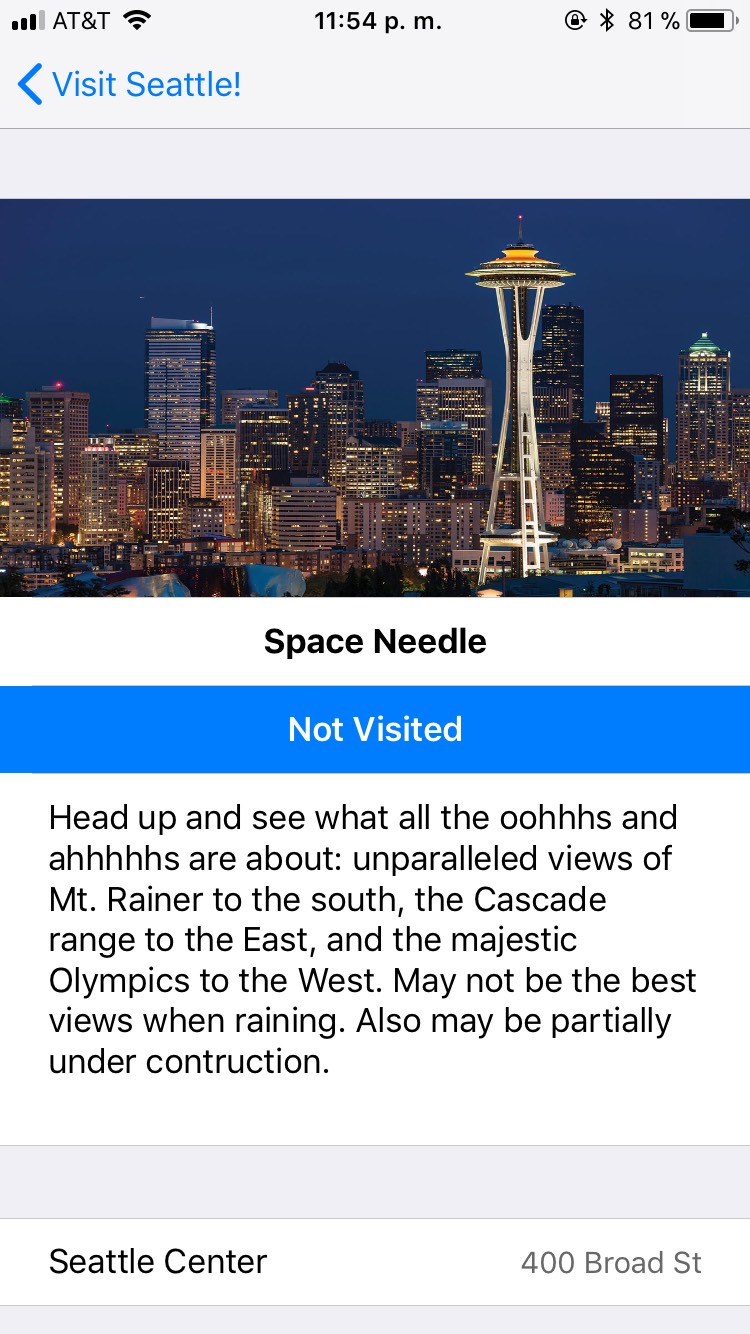 AT&T 11:54 p. m. 81 %
Visit Seattle!
Space Needle
Not Visited
Head up and see what all the oohhhs and
ahhhhhs are about: unparalleled views of
Mt. Rainer to the south, the Cascade
range to the East, and the majestic
Olympics to the West. May not be the best
views when raining. Also may be partially
under contruction.
Seattle Center 400 Broad St